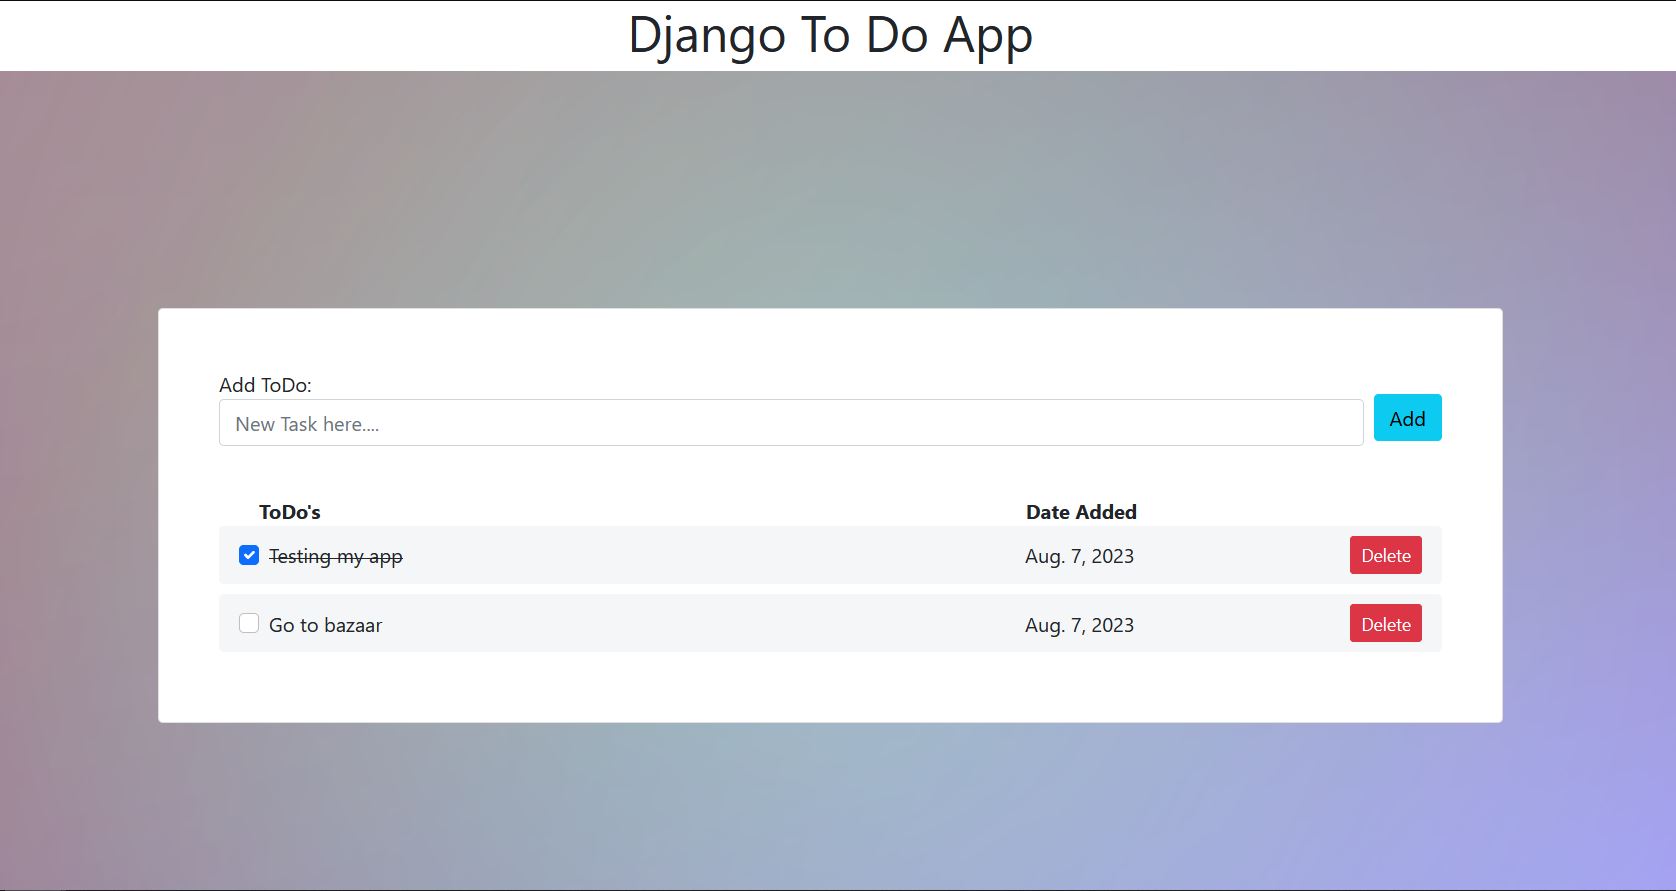 Django To Do App
Add ToDo:
New Task here....
Add
ToDo's Date Added
Testing my app Aug. 7, 2023 Delete
Go to bazaar Aug. 7, 2023 Delete